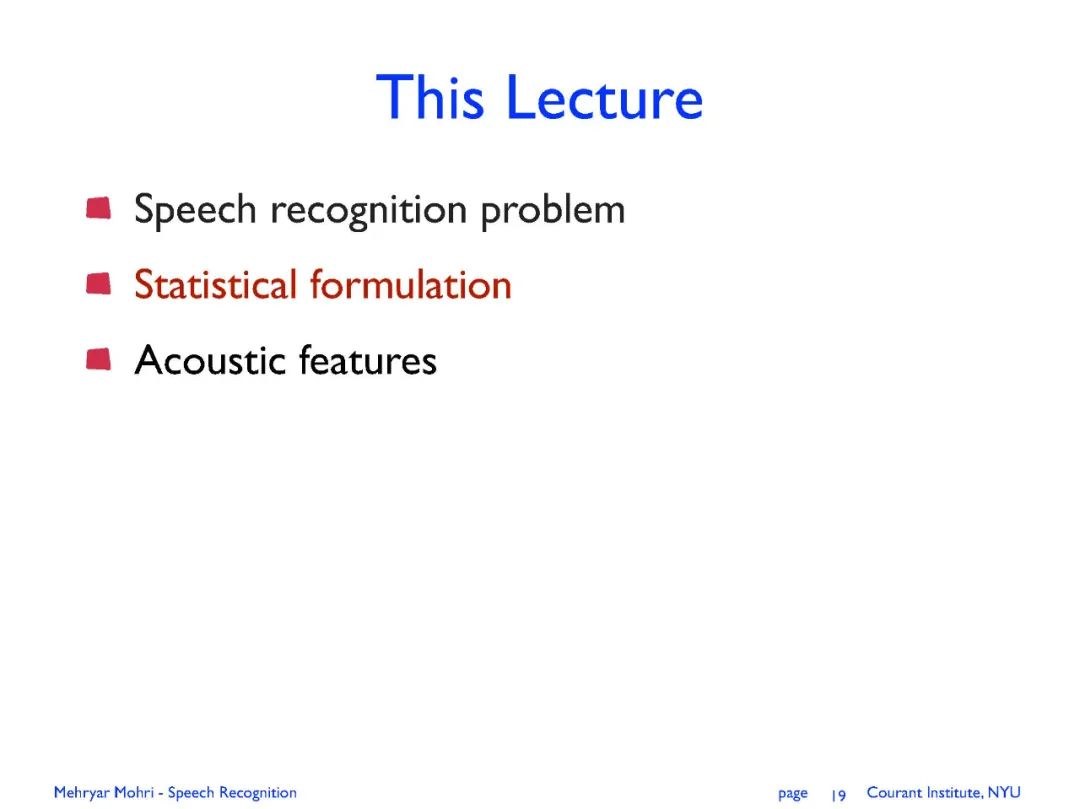 This Lecture
Speech recognition problem
Statistical formulation
Acoustic features
Mehryar Mohri - Speech Recognition page 19 Courant Institute, NYU